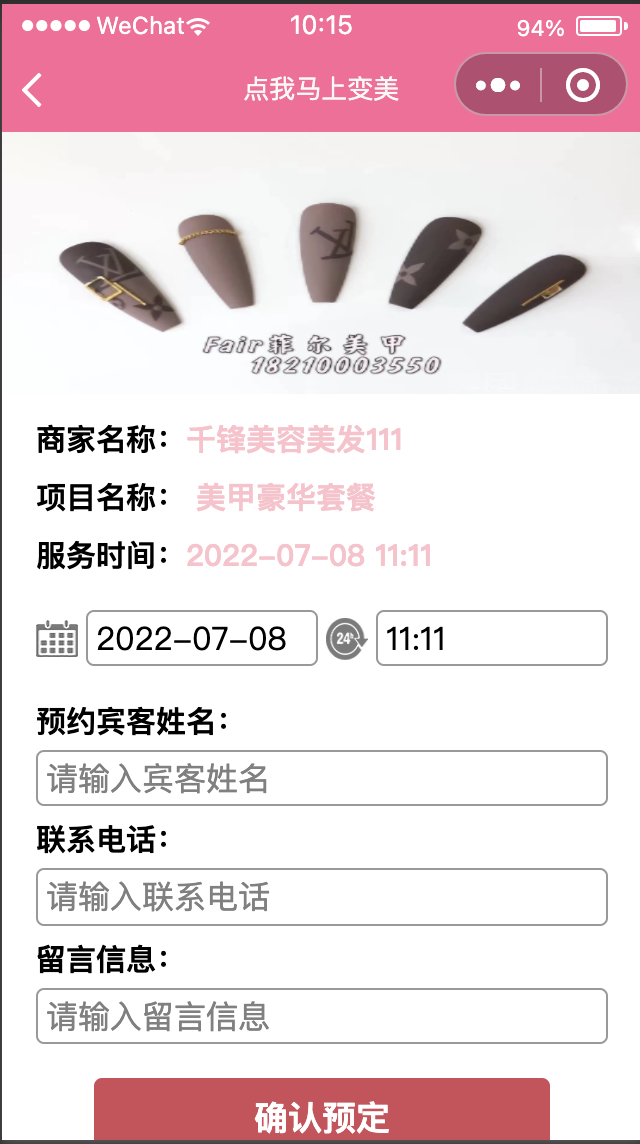 WeChat 10:15 94%
点我马上变美
LV LV
Fair菲尔美甲
18210003550
商家名称：千锋美容美发111
项目名称： 美甲豪华套餐
服务时间：2022-07-08 11:11
2022-07-08 24h 11:11
预约宾客姓名：
请输入宾客姓名
联系电话：
请输入联系电话
留言信息：
请输入留言信息
确认预定